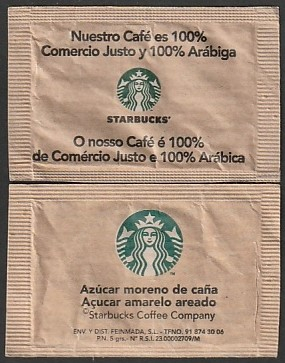 Nuestro Café es 100%
Comercio Justo y 100% Arábiga
STARBUCKS®
O nosso Café é 100%
de Comércio Justo e 100% Arábica
TM
Azúcar moreno de caña
Açucar amarelo areado
©Starbucks Coffee Company
ENV. Y DIST. FEINMADA, S.L. - TFNO. 91 874 30 06
P.N. 5 grs.- Nº R.S.I. 23.00002709/M